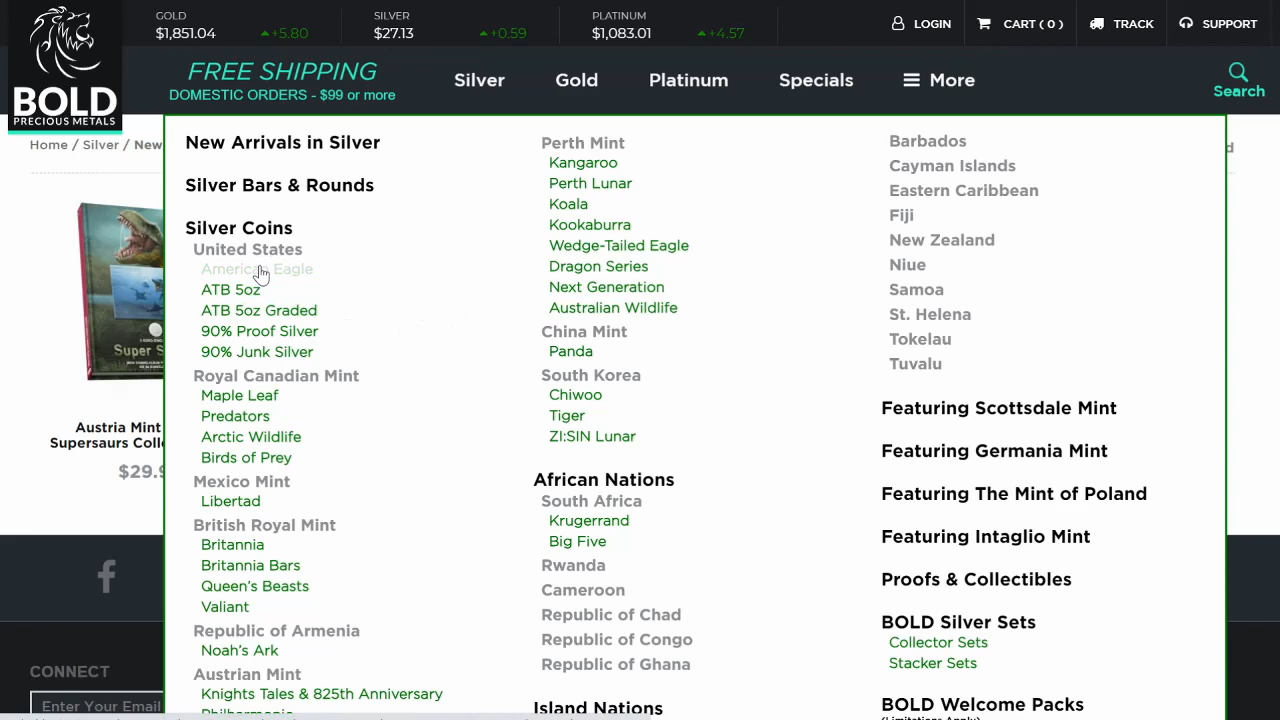 GOLD
$1,851.04
+5.80
SILVER
$27.13
+0.59
PLATINUM
$1,083.01
+4.57
LOGIN
CART ( 0 )
TRACK
SUPPORT
BOLD
PRECIOUS METALS
FREE SHIPPING
DOMESTIC ORDERS - $99 or more
Silver
Gold
Platinum
Specials
More
Search
Home / Silver / New
d
New Arrivals in Silver
Silver Bars & Rounds
Silver Coins
United States
American Eagle
ATB 5oz
ATB 5oz Graded
90% Proof Silver
90% Junk Silver
Royal Canadian Mint
Maple Leaf
Predators
Arctic Wildlife
Birds of Prey
Mexico Mint
Libertad
British Royal Mint
Britannia
Britannia Bars
Queen's Beasts
Valiant
Republic of Armenia
Noah's Ark
Austrian Mint
Knights Tales & 825th Anniversary
Philharmonic
Perth Mint
Kangaroo
Perth Lunar
Koala
Kookaburra
Wedge-Tailed Eagle
Dragon Series
Next Generation
Australian Wildlife
China Mint
Panda
South Korea
Chiwoo
Tiger
ZI:SIN Lunar
African Nations
South Africa
Krugerrand
Big Five
Rwanda
Cameroon
Republic of Chad
Republic of Congo
Republic of Ghana
Island Nations
Barbados
Cayman Islands
Eastern Caribbean
Fiji
New Zealand
Niue
Samoa
St. Helena
Tokelau
Tuvalu
Featuring Scottsdale Mint
Featuring Germania Mint
Featuring The Mint of Poland
Featuring Intaglio Mint
Proofs & Collectibles
BOLD Silver Sets
Collector Sets
Stacker Sets
BOLD Welcome Packs
(Limitations Apply)
Super S
Austria Mint
Supersaurs Colle
$29.9
CONNECT
Enter Your Email